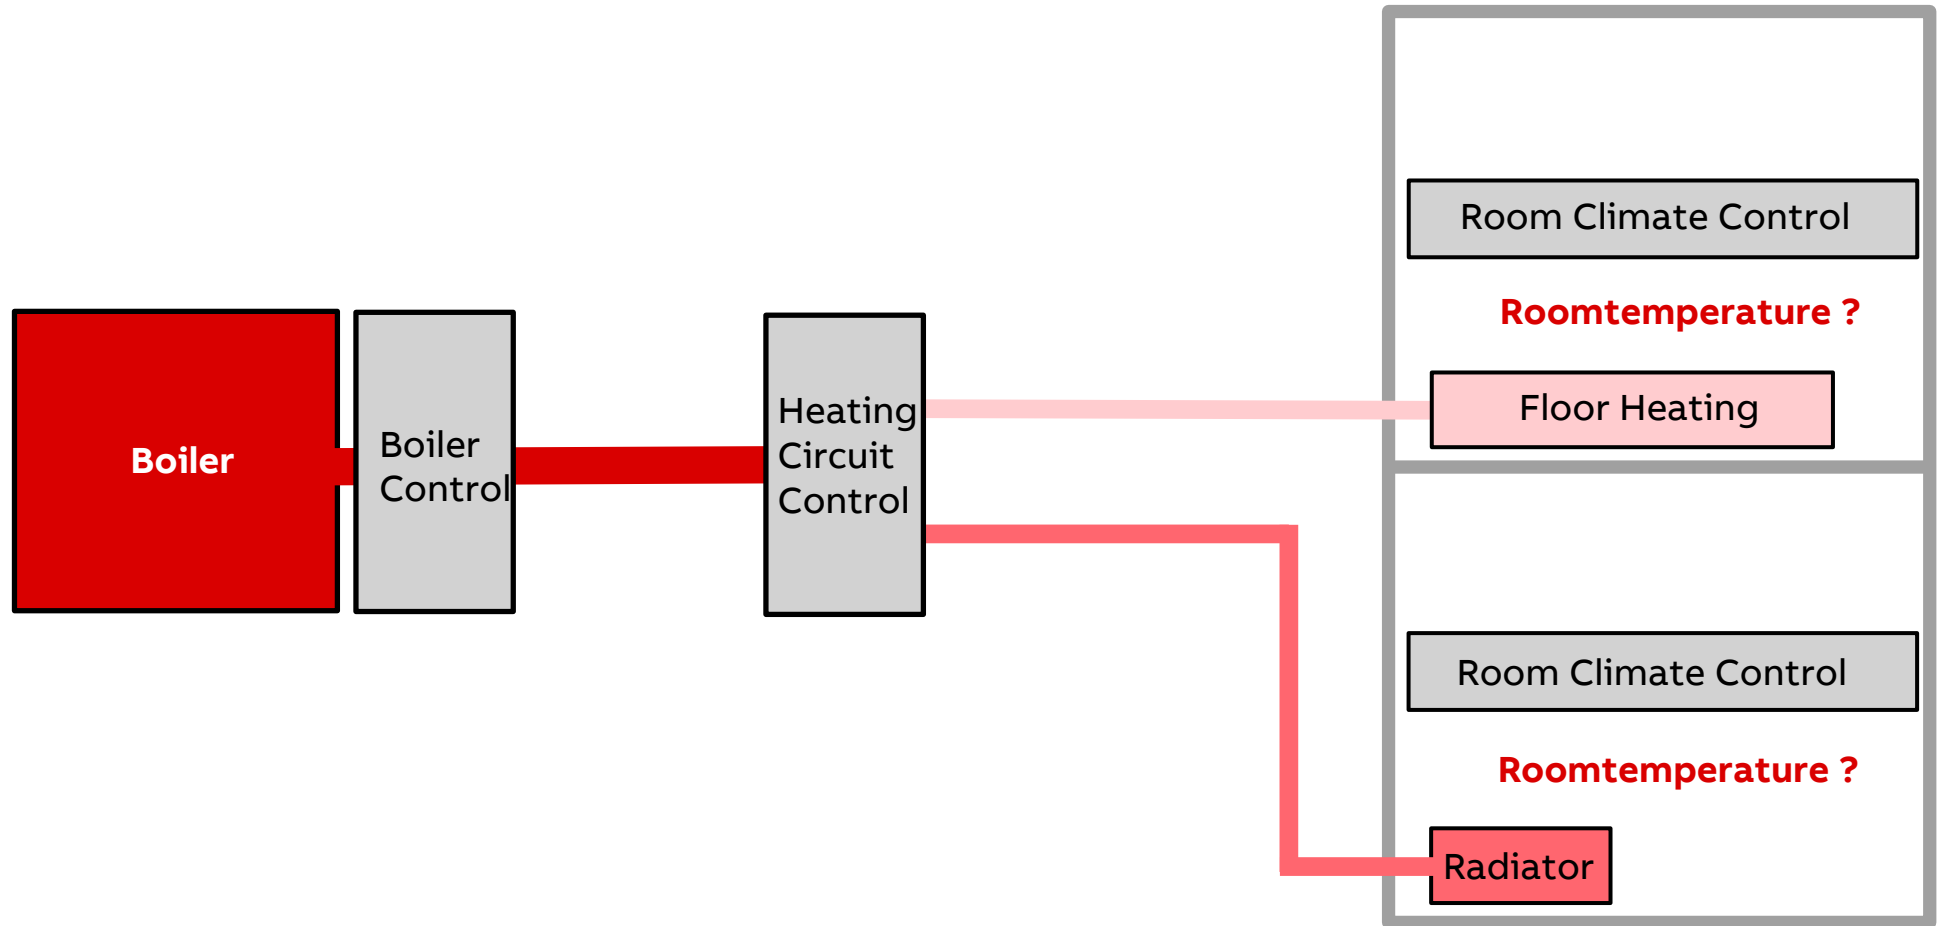 Boiler
Boiler
Control
Heating
Circuit
Control
Room Climate Control
Roomtemperature ?
Floor Heating
Room Climate Control
Roomtemperature ?
Radiator